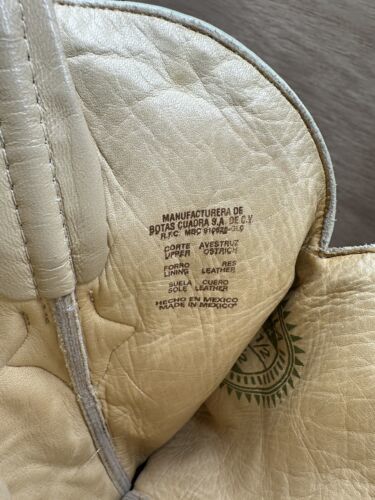 MANUFACTURERA DE
BOTAS CUADRA S.A. DE C.V.
R.F.C. MBC
CORTE AVESTRUZ
UPPER OSTRICH
FORRO RES
LINING LEATHER
SUELA CUERO
SOLE LEATHER
HECHO EN MEXICO
MADE IN MEXICO